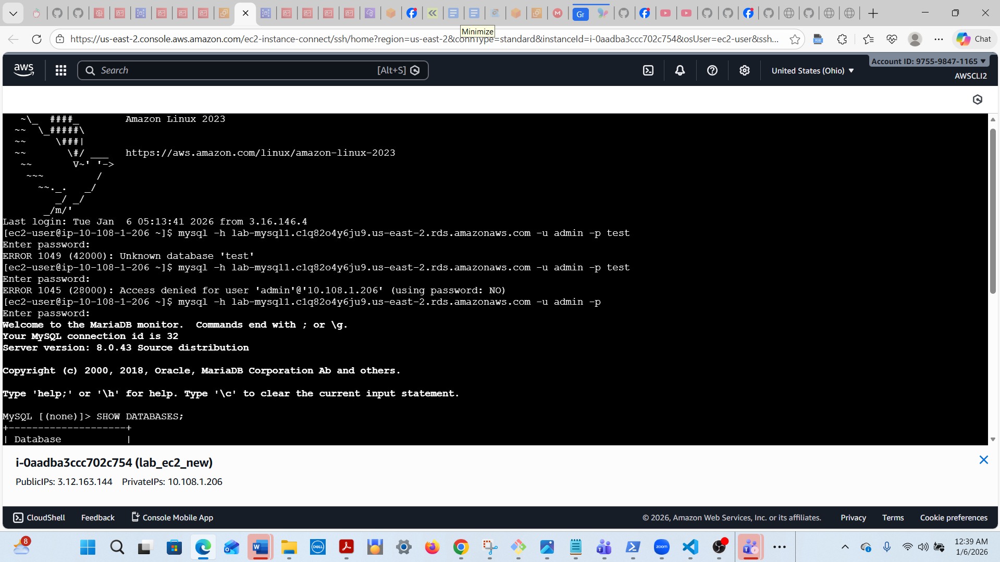 Gr
Minimize
https://us-east-2.console.aws.amazon.com/ec2-instance-connect/ssh/home?region=us-east-2&connType=standard&instanceId=i-0aadba3ccc702c754&osUser=ec2-user&ssh...
Chat
aws
Search
[Alt+S]
United States (Ohio)
Account ID: 9755-9847-1165
AWSCLI2
~\_  ####_        Amazon Linux 2023
~~  \_#####\
~~     \###|
~~       \#/ ___   https://aws.amazon.com/linux/amazon-linux-2023
~~       V~' '->
~~~         /
~~._.   _/
_/ _/
_/m/'
Last login: Tue Jan  6 05:13:41 2026 from 3.16.146.4
[ec2-user@ip-10-108-1-206 ~]$ mysql -h lab-mysql1.c1q82o4y6ju9.us-east-2.rds.amazonaws.com -u admin -p test
Enter password:
ERROR 1049 (42000): Unknown database 'test'
[ec2-user@ip-10-108-1-206 ~]$ mysql -h lab-mysql1.c1q82o4y6ju9.us-east-2.rds.amazonaws.com -u admin -p test
Enter password:
ERROR 1045 (28000): Access denied for user 'admin'@'10.108.1.206' (using password: NO)
[ec2-user@ip-10-108-1-206 ~]$ mysql -h lab-mysql1.c1q82o4y6ju9.us-east-2.rds.amazonaws.com -u admin -p
Enter password:
Welcome to the MariaDB monitor.  Commands end with ; or \g.
Your MySQL connection id is 32
Server version: 8.0.43 Source distribution
Copyright (c) 2000, 2018, Oracle, MariaDB Corporation Ab and others.
Type 'help;' or '\h' for help. Type '\c' to clear the current input statement.
MySQL [(none)]> SHOW DATABASES;
+--------------------+
| Database           |
i-0aadba3ccc702c754 (lab_ec2_new)
PublicIPs: 3.12.163.144    PrivateIPs: 10.108.1.206
CloudShell
Feedback
Console Mobile App
© 2026, Amazon Web Services, Inc. or its affiliates.
Privacy
Terms
Cookie preferences
8
DELL
zoom
12:39 AM
1/6/2026